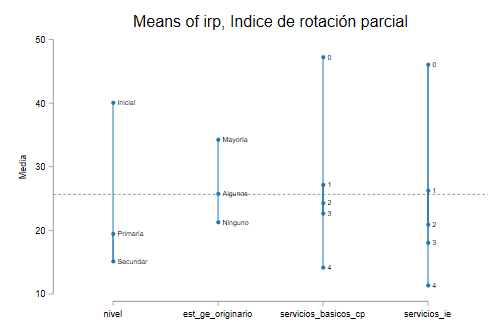 Means of irp, Indice de rotación parcial
50
40
30
20
10
Media
Inicial
Primaria
Secundar
Mayoría
Algunos
Ninguno
0
1
2
3
4
0
1
2
3
4
nivel
est_ge_originario
servicios_basicos_cp
servicios_ie